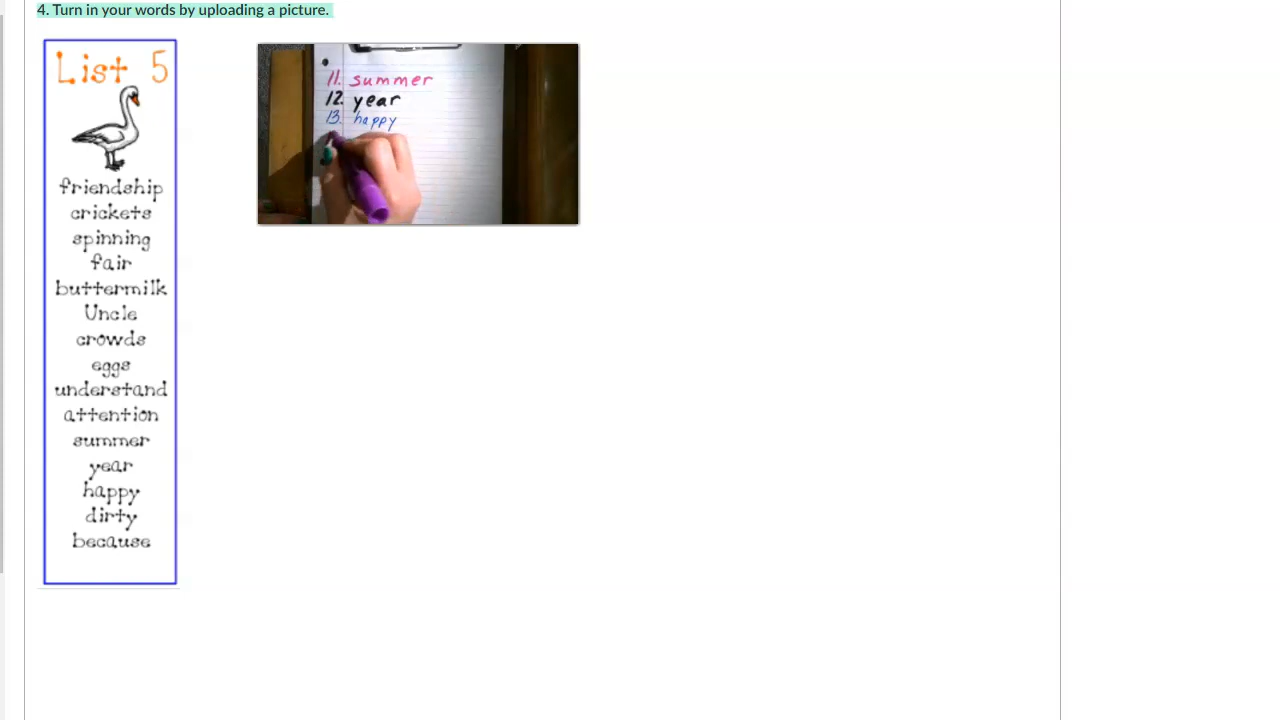 4. Turn in your words by uploading a picture.
List 5
friendship
crickets
spinning
fair
buttermilk
Uncle
crowds
eggs
understand
attention
summer
year
happy
dirty
because
11. summer
12. year
13. happy